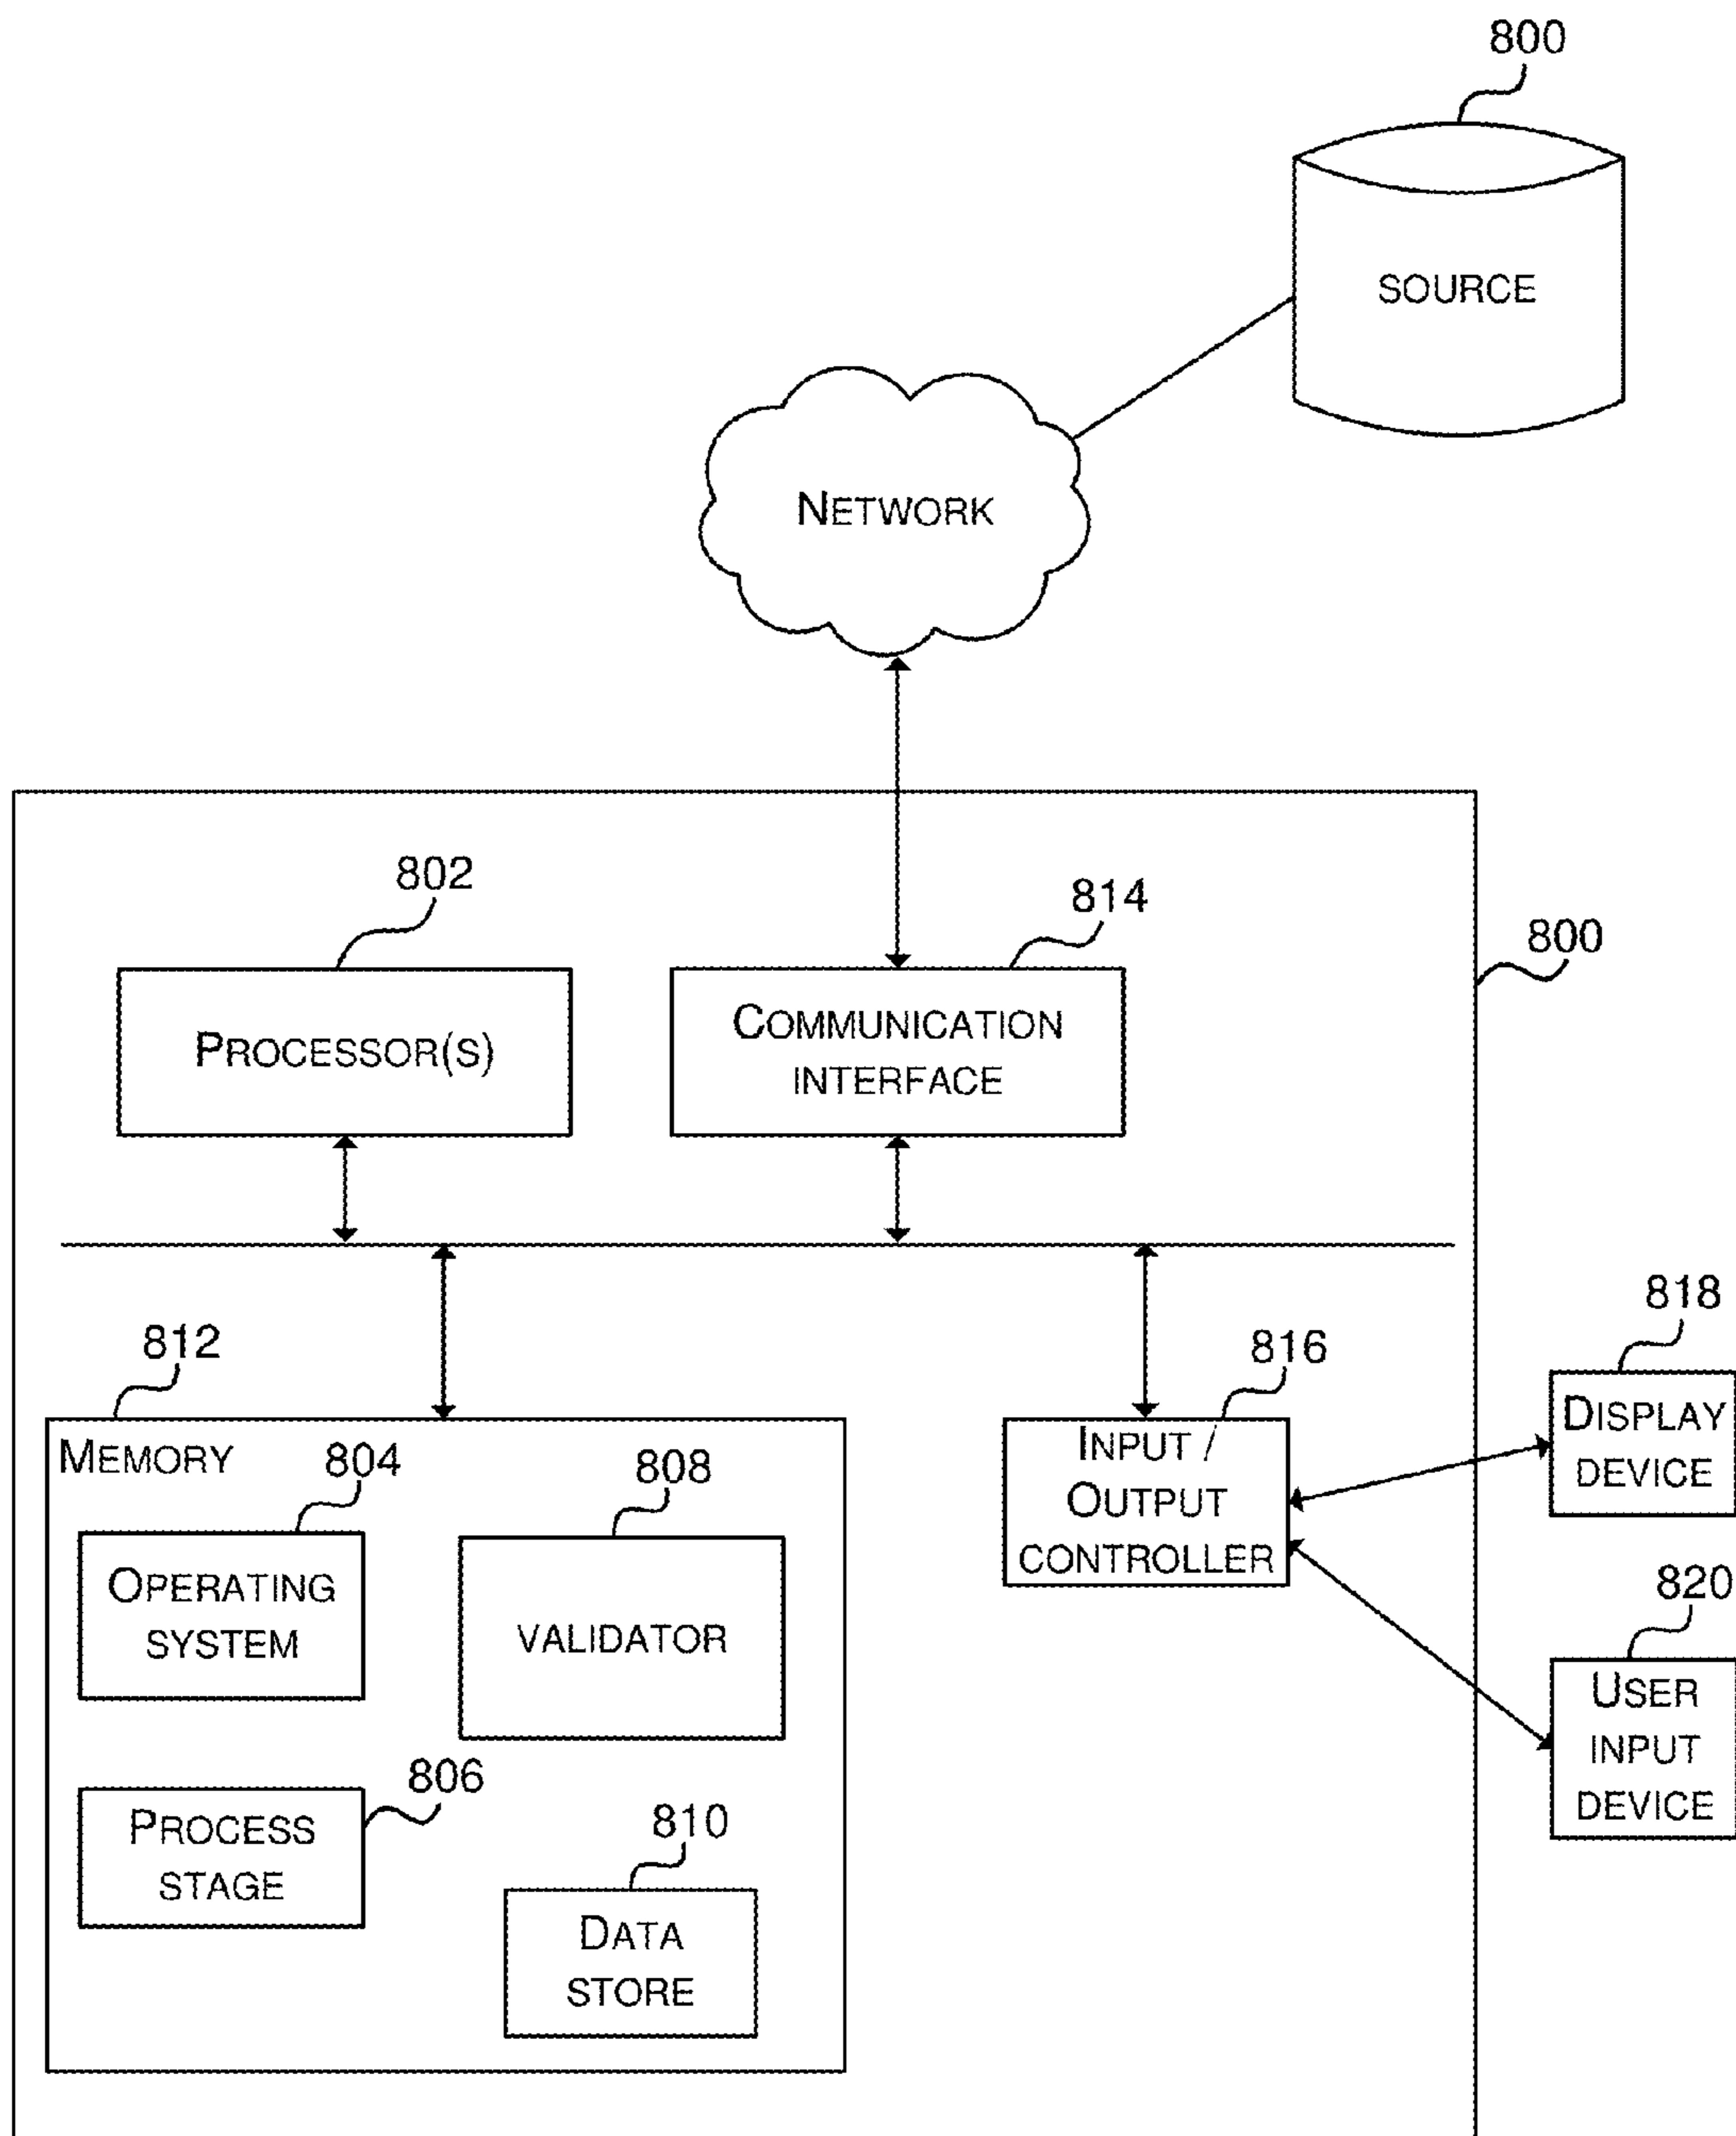 800
SOURCE
NETWORK
802
814
800
PROCESSOR(S)
COMMUNICATION
INTERFACE
812
816
818
MEMORY
804
808
INPUT /
OUTPUT
CONTROLLER
DISPLAY
DEVICE
OPERATING
SYSTEM
VALIDATOR
820
USER
INPUT
DEVICE
806
PROCESS
STAGE
810
DATA
STORE